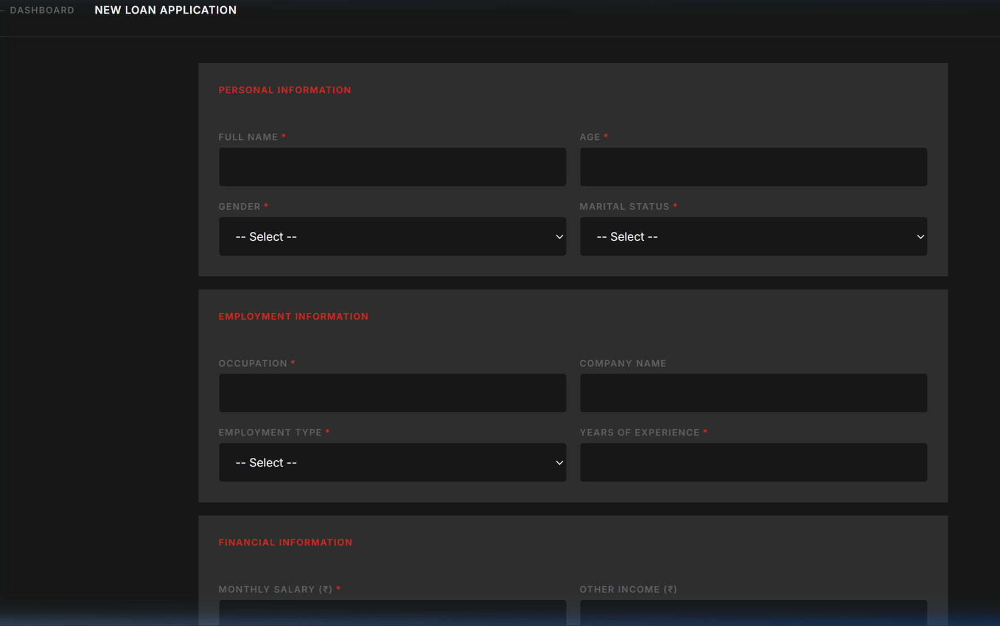 ← DASHBOARD NEW LOAN APPLICATION
PERSONAL INFORMATION
FULL NAME *
AGE *
GENDER *
MARITAL STATUS *
-- Select --
-- Select --
EMPLOYMENT INFORMATION
OCCUPATION *
COMPANY NAME
EMPLOYMENT TYPE *
YEARS OF EXPERIENCE *
-- Select --
FINANCIAL INFORMATION
MONTHLY SALARY (₹) *
OTHER INCOME (₹)